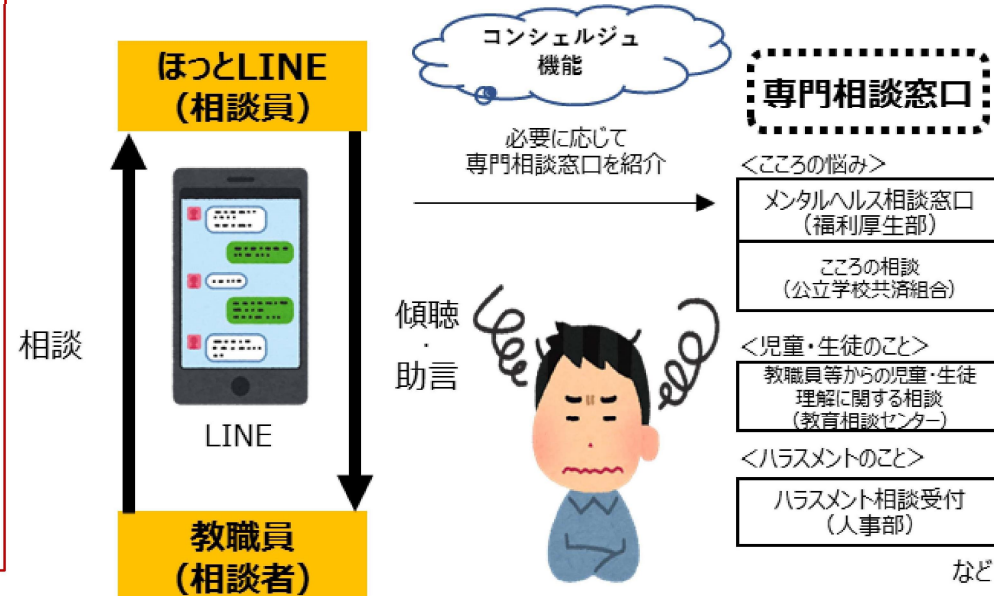 ほっとLINE
（相談員）
コンシェルジュ
機能
専門相談窓口
必要に応じて
専門相談窓口を紹介
<こころの悩み>
メンタルヘルス相談窓口
（福利厚生部）
こころの相談
（公立学校共済組合）
相談
傾聴
・
助言
<児童・生徒のこと>
教職員等からの児童・生徒
理解に関する相談
（教育相談センター）
LINE
<ハラスメントのこと>
ハラスメント相談受付
（人事部）
教職員
（相談者）
など